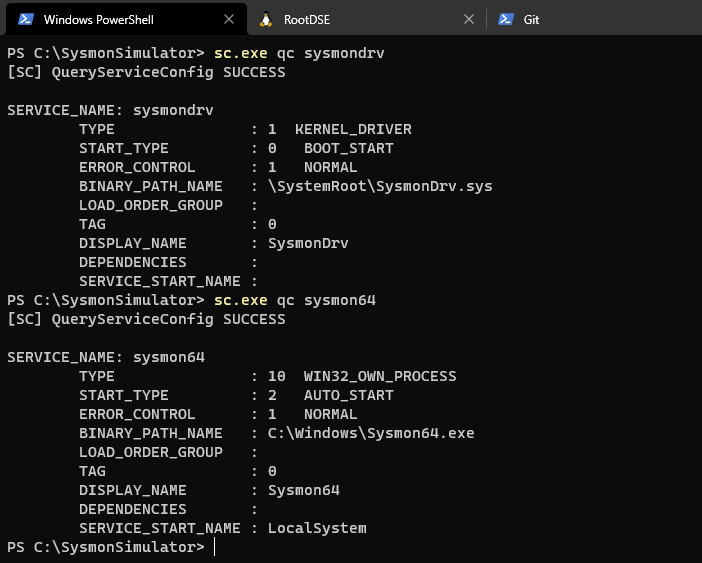 Windows PowerShell
RootDSE
Git
PS C:\SysmonSimulator> sc.exe qc sysmondrv
[SC] QueryServiceConfig SUCCESS
SERVICE_NAME: sysmondrv
        TYPE               : 1  KERNEL_DRIVER
        START_TYPE         : 0   BOOT_START
        ERROR_CONTROL      : 1   NORMAL
        BINARY_PATH_NAME   : \SystemRoot\SysmonDrv.sys
        LOAD_ORDER_GROUP   :
        TAG                : 0
        DISPLAY_NAME       : SysmonDrv
        DEPENDENCIES       :
        SERVICE_START_NAME :
PS C:\SysmonSimulator> sc.exe qc sysmon64
[SC] QueryServiceConfig SUCCESS
SERVICE_NAME: sysmon64
        TYPE               : 10  WIN32_OWN_PROCESS
        START_TYPE         : 2   AUTO_START
        ERROR_CONTROL      : 1   NORMAL
        BINARY_PATH_NAME   : C:\Windows\Sysmon64.exe
        LOAD_ORDER_GROUP   :
        TAG                : 0
        DISPLAY_NAME       : Sysmon64
        DEPENDENCIES       :
        SERVICE_START_NAME : LocalSystem
PS C:\SysmonSimulator>